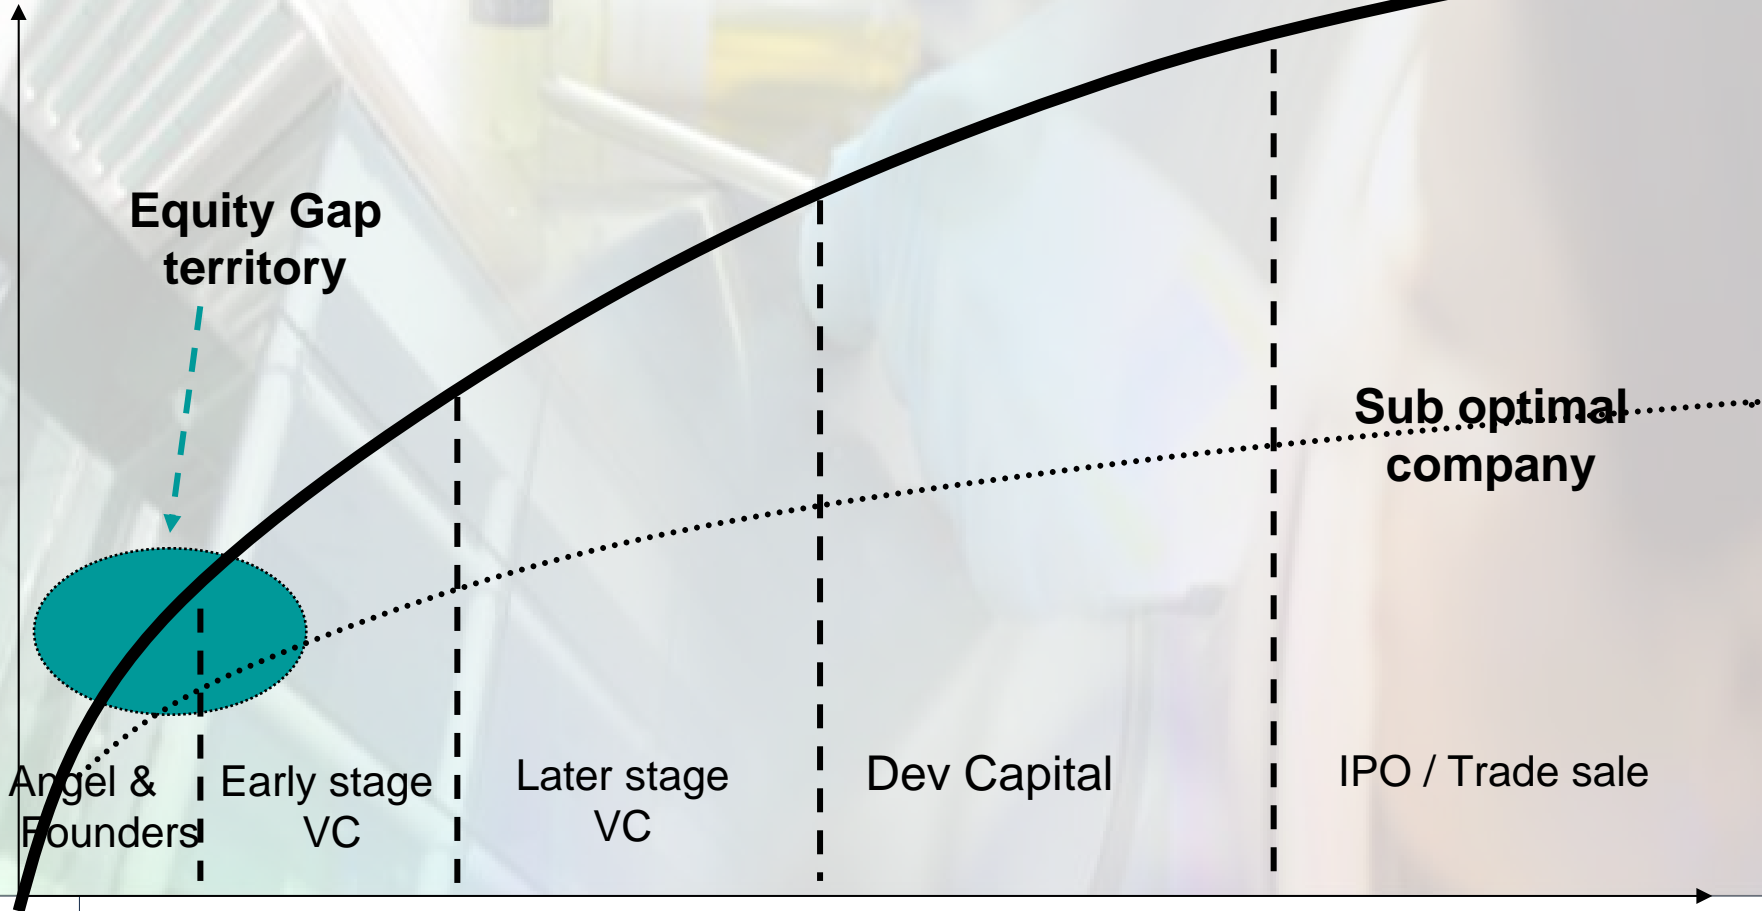 Equity Gap
territory
Sub optimal
company
Angel &
Founders
Early stage
VC
Later stage
VC
Dev Capital
IPO / Trade sale